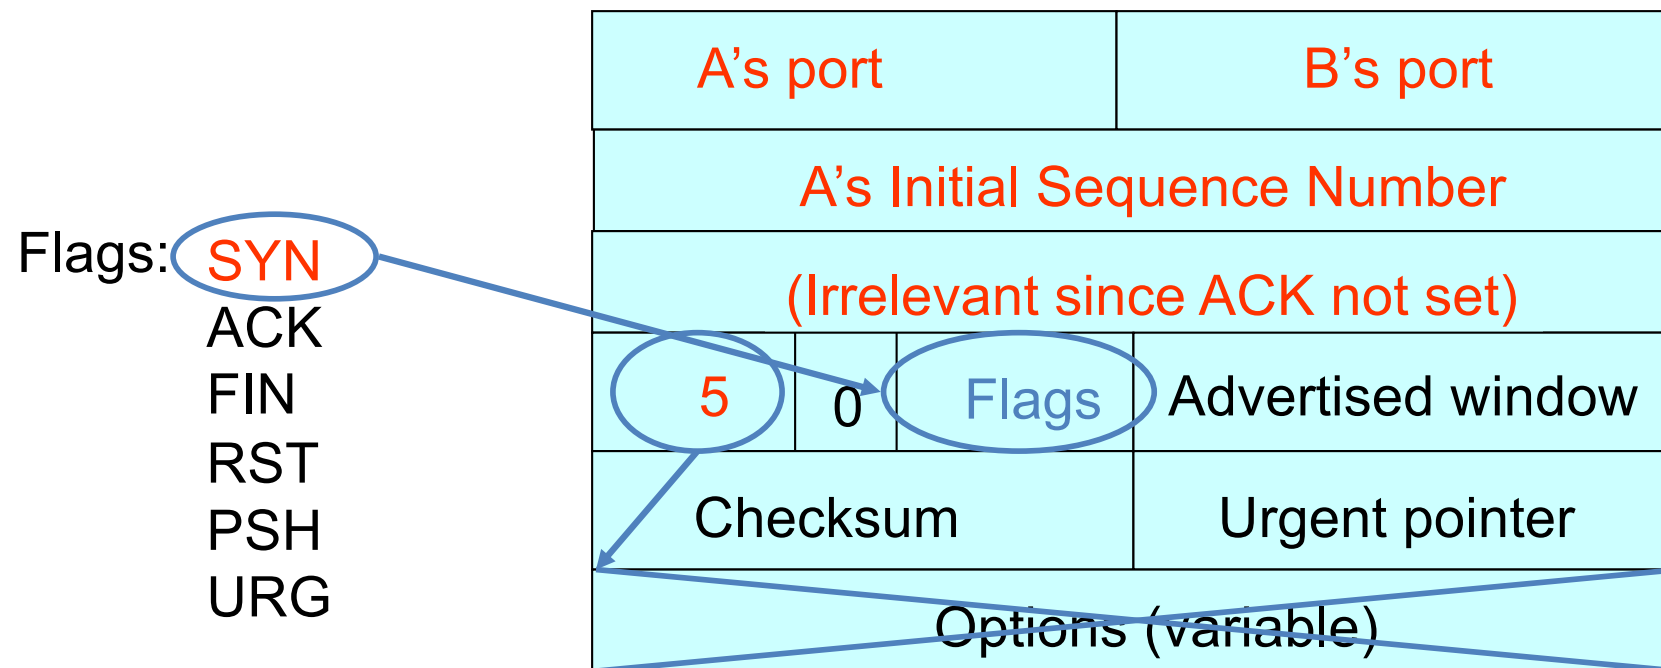 A's port B's port
A's Initial Sequence Number
Flags: SYN
(Irrelevant since ACK not set)
ACK
FIN
RST
PSH
URG
5 0 Flags Advertised window
Checksum Urgent pointer
Options (variable)